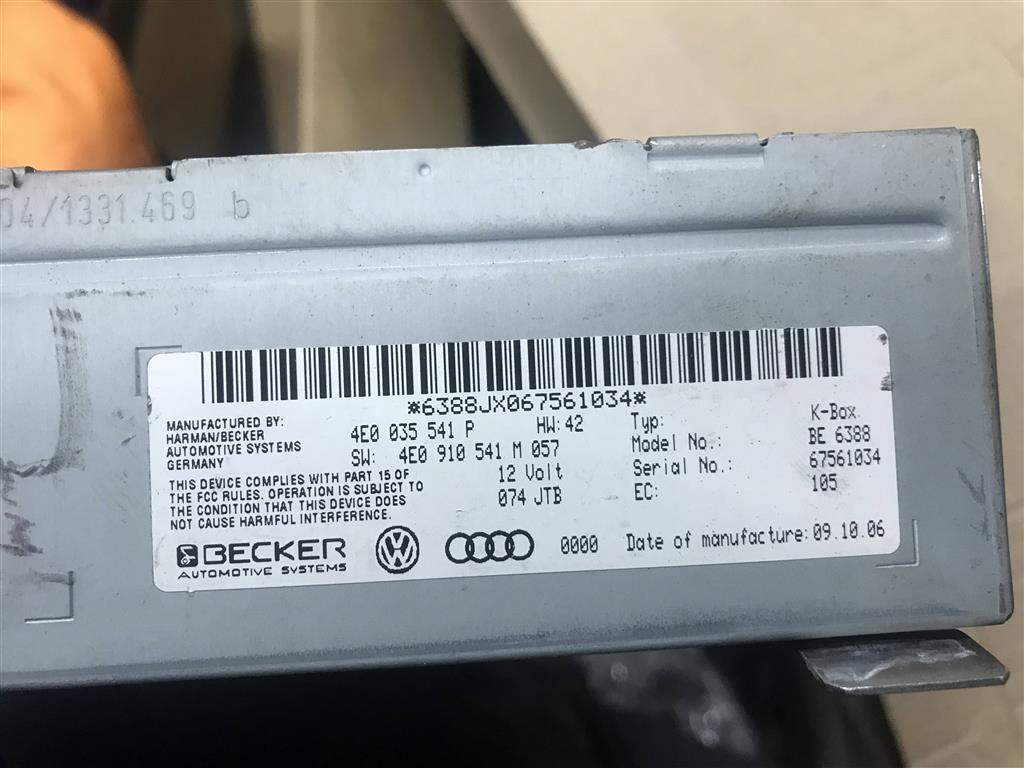 04/1331.469 b
*6388JX067561034*
MANUFACTURED BY:
HARMAN/BECKER
AUTOMOTIVE SYSTEMS
GERMANY
4E0 035 541 P HW:42
SW: 4E0 910 541 M 057
12 Volt
074 JTB
Typ: K-Box
Model No.: BE 6388
Serial No.: 67561034
EC: 105
THIS DEVICE COMPLIES WITH PART 15 OF
THE FCC RULES. OPERATION IS SUBJECT TO
THE CONDITION THAT THIS DEVICE DOES
NOT CAUSE HARMFUL INTERFERENCE.
BECKER
AUTOMOTIVE SYSTEMS
VW
0000 Date of manufacture:09.10.06